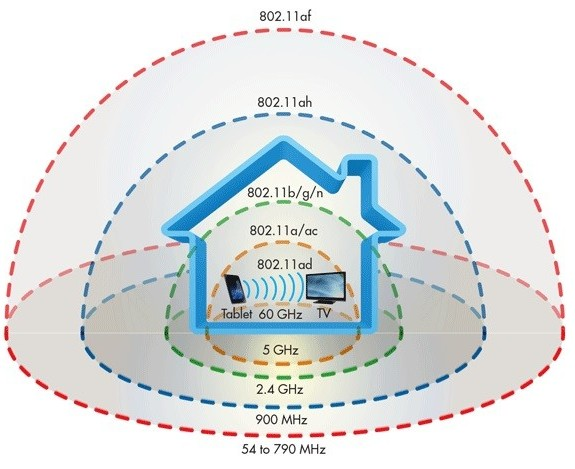 802.11af
802.11ah
802.11b/g/n
802.11a/ac
802.11ad
Tablet 60 GHz TV
5 GHz
2.4 GHz
900 MHz
54 to 790 MHz